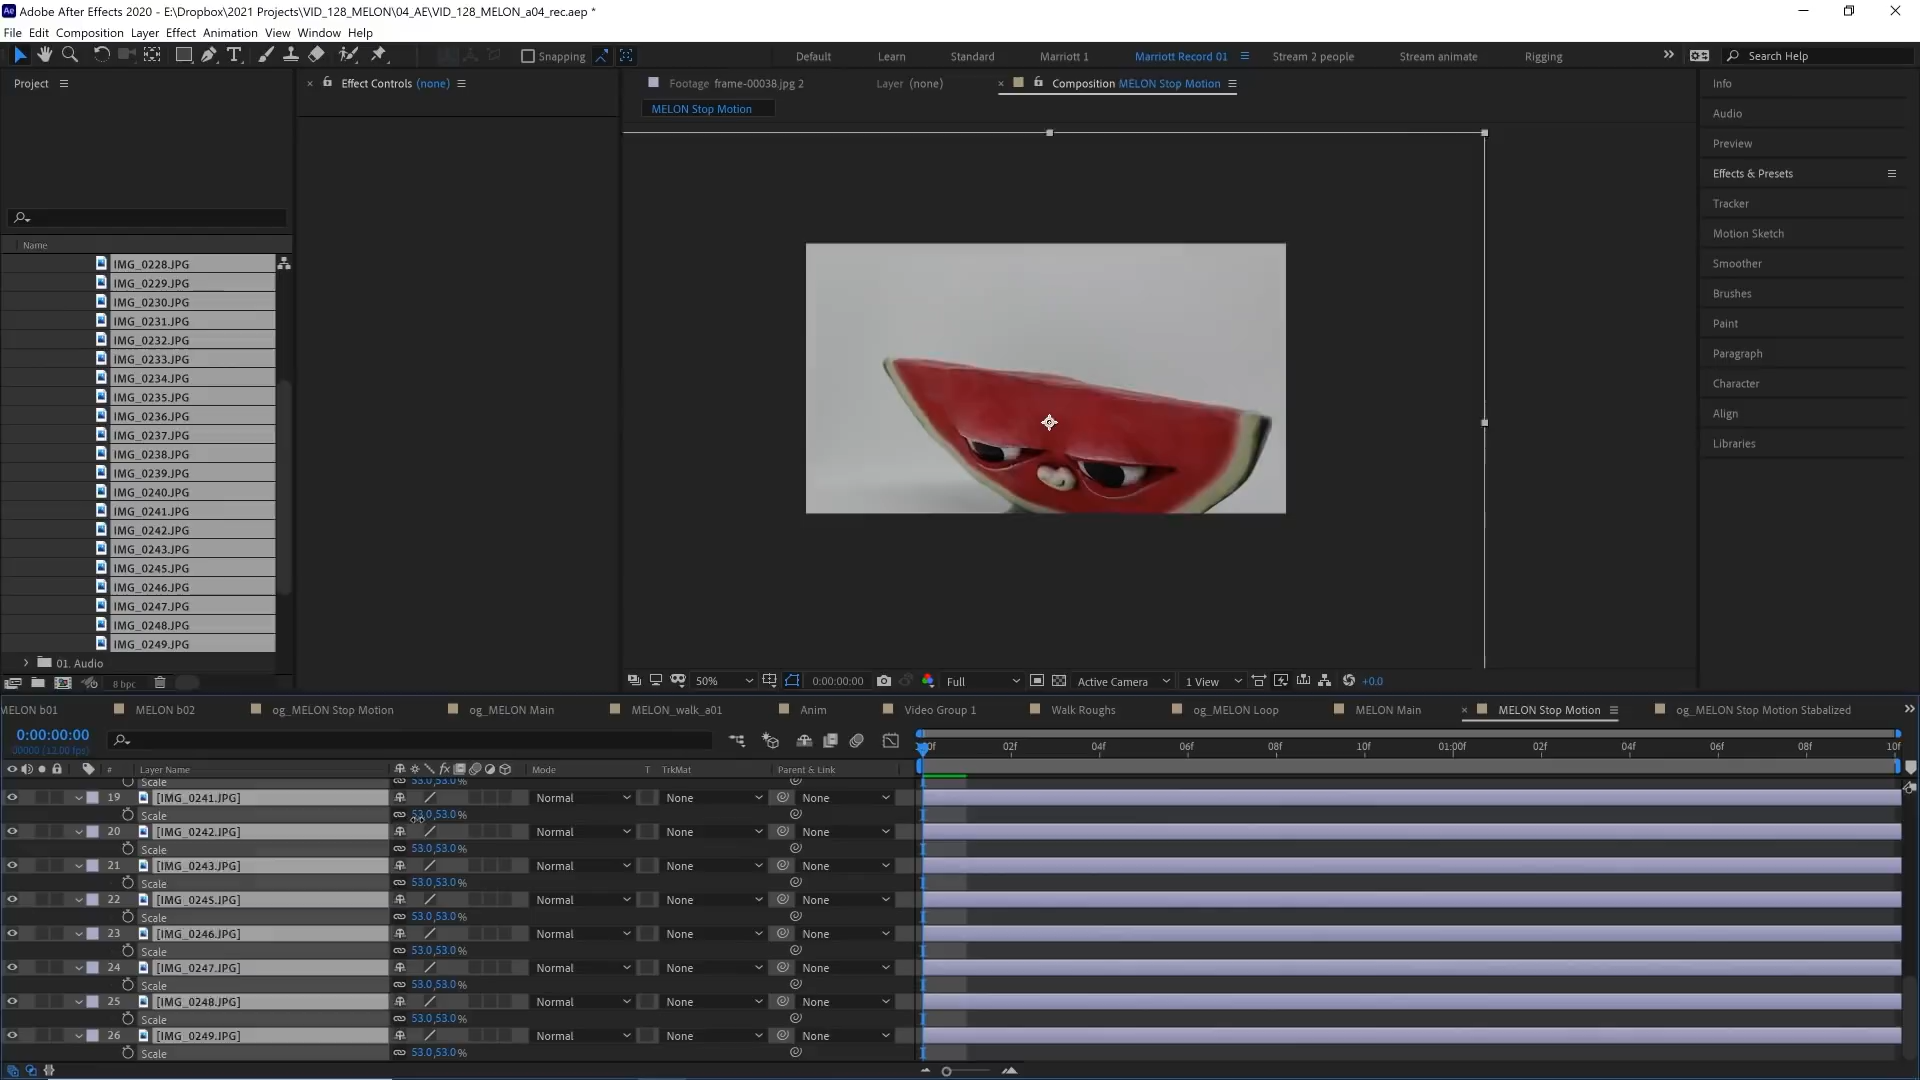 Adobe After Effects 2020 - E:\Dropbox\2021 Projects\VID_128_MELON\04_AE\VID_128_MELON_a04_rec.aep *
File Edit Composition Layer Effect Animation View Window Help
Snapping Default Learn Standard Marriott 1 Marriott Record 01 Stream 2 people Stream animate Rigging Search Help
Project Effect Controls (none) Footage frame-00038.jpg 2 Layer (none) Composition MELON Stop Motion
MELON Stop Motion
Info
Audio
Preview
Effects & Presets
Tracker
Motion Sketch
Smoother
Brushes
Paint
Paragraph
Character
Align
Libraries
Name
IMG_0228.JPG
IMG_0229.JPG
IMG_0230.JPG
IMG_0231.JPG
IMG_0232.JPG
IMG_0233.JPG
IMG_0234.JPG
IMG_0235.JPG
IMG_0236.JPG
IMG_0237.JPG
IMG_0238.JPG
IMG_0239.JPG
IMG_0240.JPG
IMG_0241.JPG
IMG_0242.JPG
IMG_0243.JPG
IMG_0245.JPG
IMG_0246.JPG
IMG_0247.JPG
IMG_0248.JPG
IMG_0249.JPG
01. Audio
8 bpc 50% 0:00:00:00 Full Active Camera 1 View +0.0
MELON b01 MELON b02 og_MELON Stop Motion og_MELON Main MELON_walk_a01 Anim Video Group 1 Walk Roughs og_MELON Loop MELON Main MELON Stop Motion og_MELON Stop Motion Stabalized
0:00:00:00
00000 (12.00 fps)
:00f 02f 04f 06f 08f 10f 01:00f 02f 04f 06f 08f 10f
# Layer Name fx Mode T TrkMat Parent & Link
Scale 53.0,53.0%
19 [IMG_0241.JPG] Normal None None
Scale 53.0,53.0%
20 [IMG_0242.JPG] Normal None None
Scale 53.0,53.0%
21 [IMG_0243.JPG] Normal None None
Scale 53.0,53.0%
22 [IMG_0245.JPG] Normal None None
Scale 53.0,53.0%
23 [IMG_0246.JPG] Normal None None
Scale 53.0,53.0%
24 [IMG_0247.JPG] Normal None None
Scale 53.0,53.0%
25 [IMG_0248.JPG] Normal None None
Scale 53.0,53.0%
26 [IMG_0249.JPG] Normal None None
Scale 53.0,53.0%